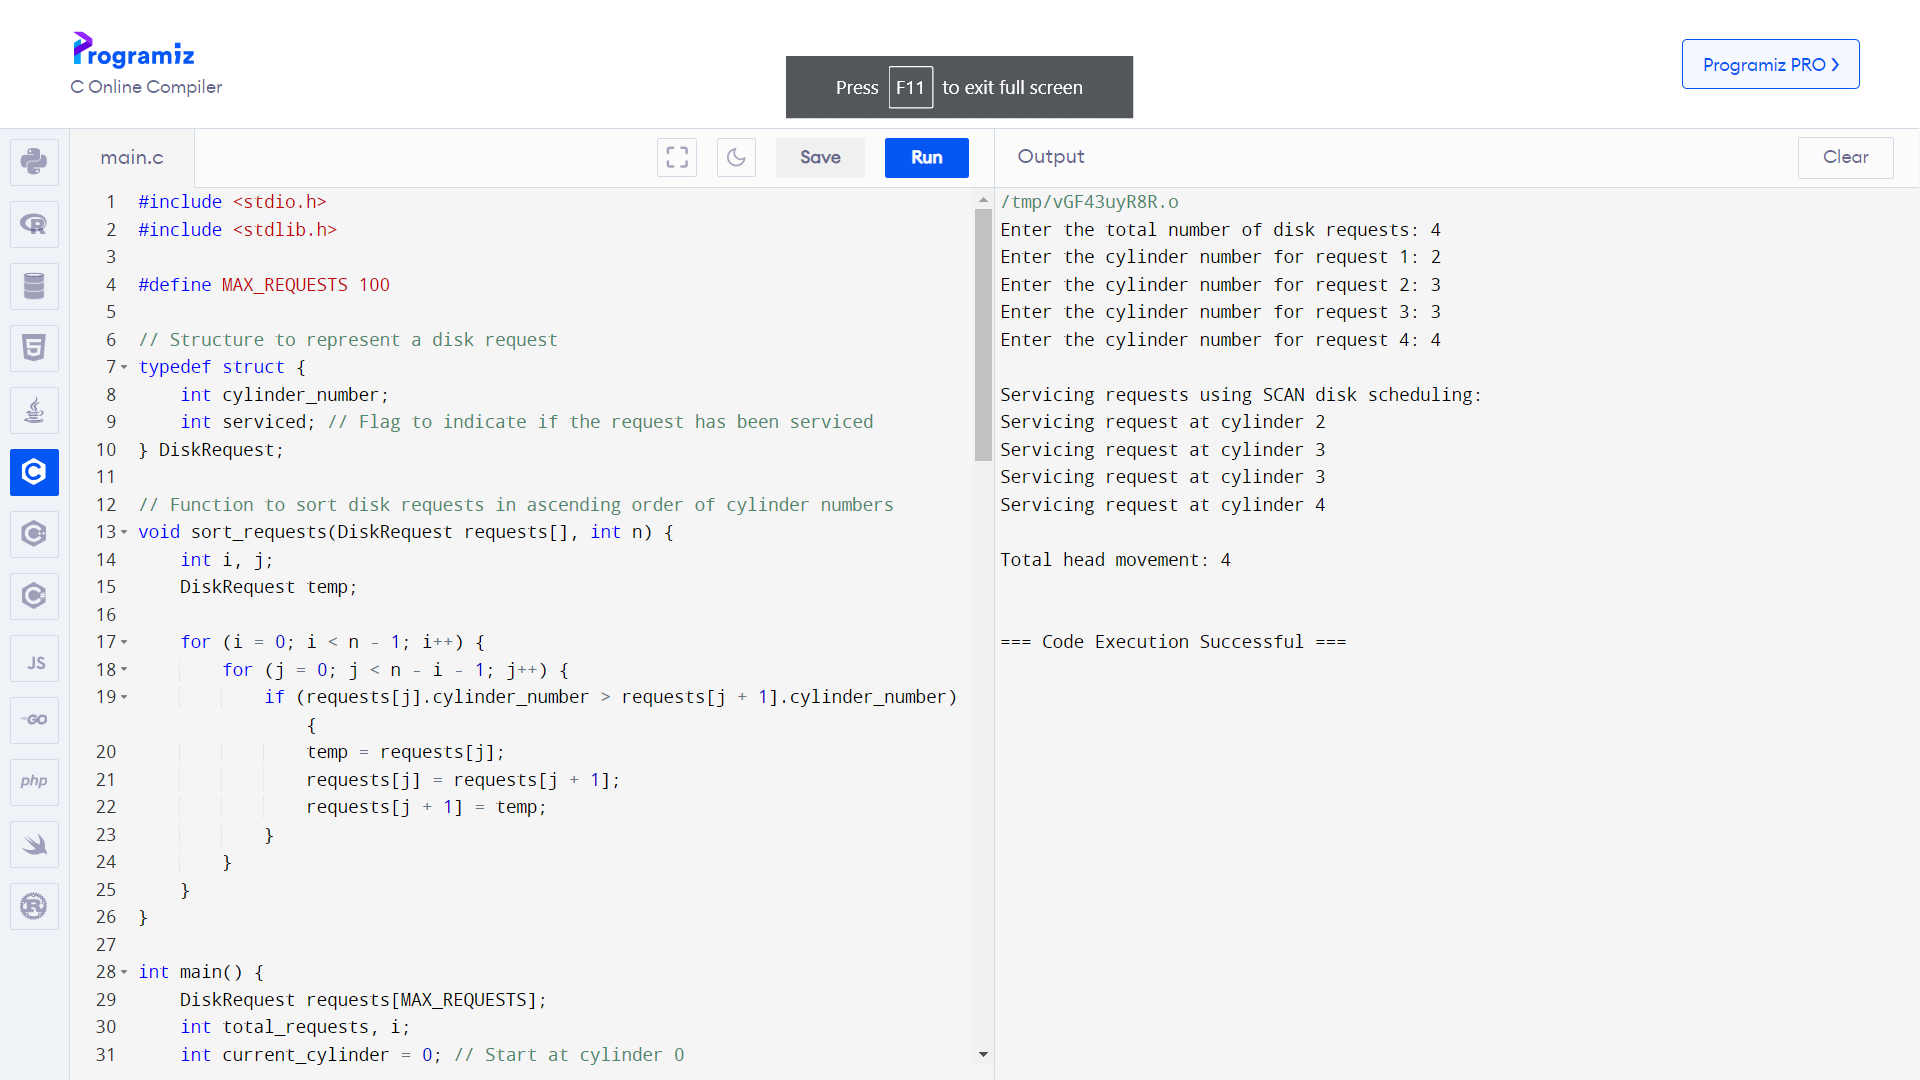 Programiz
C Online Compiler
Press F11 to exit full screen
Programiz PRO
main.c
Save
Run
Output
Clear
1 #include <stdio.h>
2 #include <stdlib.h>
3
4 #define MAX_REQUESTS 100
5
6 // Structure to represent a disk request
7 typedef struct {
8     int cylinder_number;
9     int serviced; // Flag to indicate if the request has been serviced
10 } DiskRequest;
11
12 // Function to sort disk requests in ascending order of cylinder numbers
13 void sort_requests(DiskRequest requests[], int n) {
14     int i, j;
15     DiskRequest temp;
16
17     for (i = 0; i < n - 1; i++) {
18         for (j = 0; j < n - i - 1; j++) {
19             if (requests[j].cylinder_number > requests[j + 1].cylinder_number)
{
20                 temp = requests[j];
21                 requests[j] = requests[j + 1];
22                 requests[j + 1] = temp;
23             }
24         }
25     }
26 }
27
28 int main() {
29     DiskRequest requests[MAX_REQUESTS];
30     int total_requests, i;
31     int current_cylinder = 0; // Start at cylinder 0
/tmp/vGF43uyR8R.o
Enter the total number of disk requests: 4
Enter the cylinder number for request 1: 2
Enter the cylinder number for request 2: 3
Enter the cylinder number for request 3: 3
Enter the cylinder number for request 4: 4
Servicing requests using SCAN disk scheduling:
Servicing request at cylinder 2
Servicing request at cylinder 3
Servicing request at cylinder 3
Servicing request at cylinder 4
Total head movement: 4
=== Code Execution Successful ===
R
5
C
C
C
JS
GO
php
R